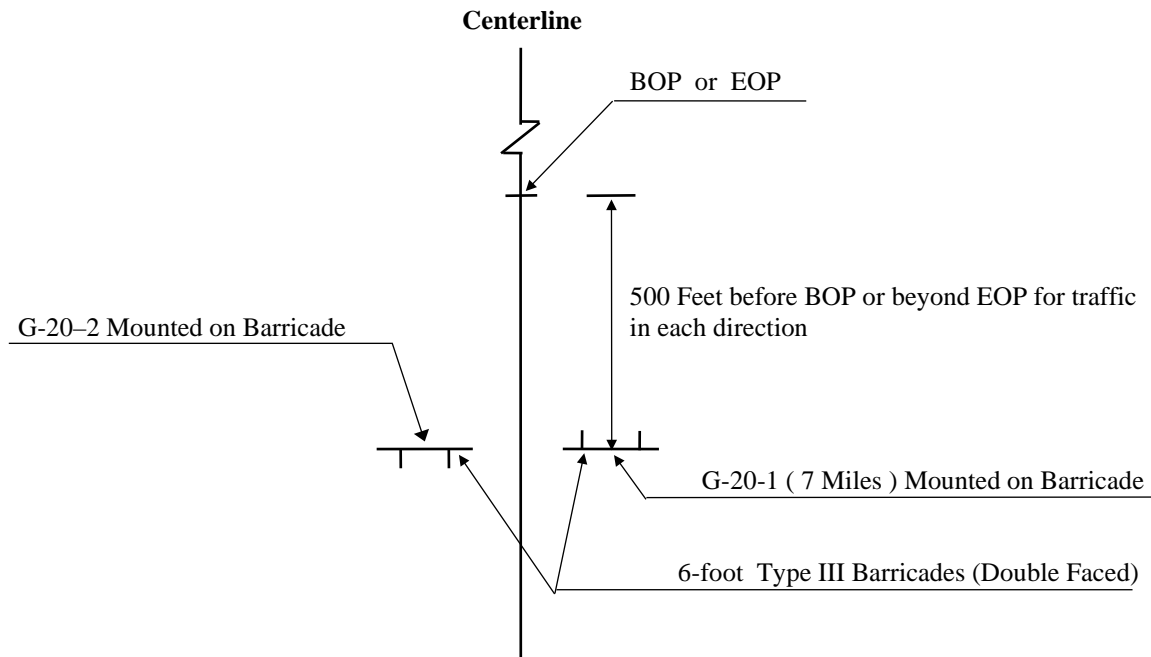 Centerline
BOP or EOP
500 Feet before BOP or beyond EOP for traffic
in each direction
G-20–2 Mounted on Barricade
G-20-1 ( 7 Miles ) Mounted on Barricade
6-foot Type III Barricades (Double Faced)